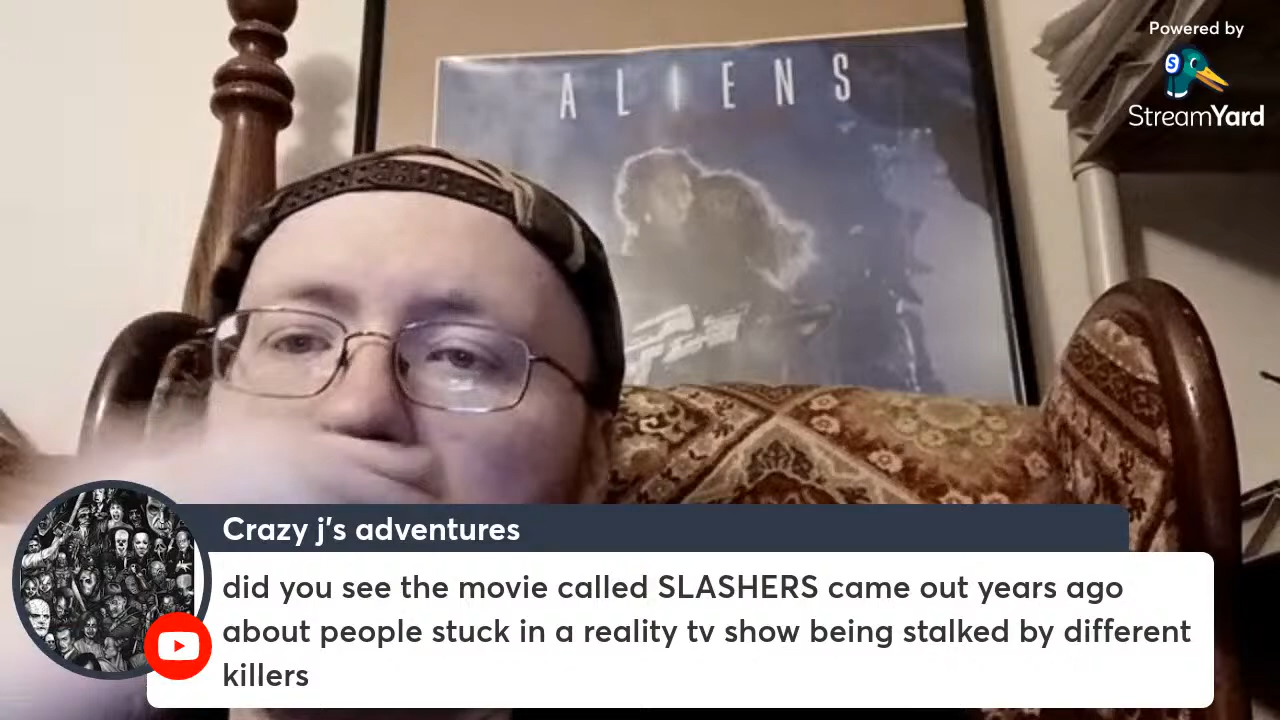 Powered by
S
StreamYard
ALIENS
Crazy j's adventures
did you see the movie called SLASHERS came out years ago
about people stuck in a reality tv show being stalked by different
killers